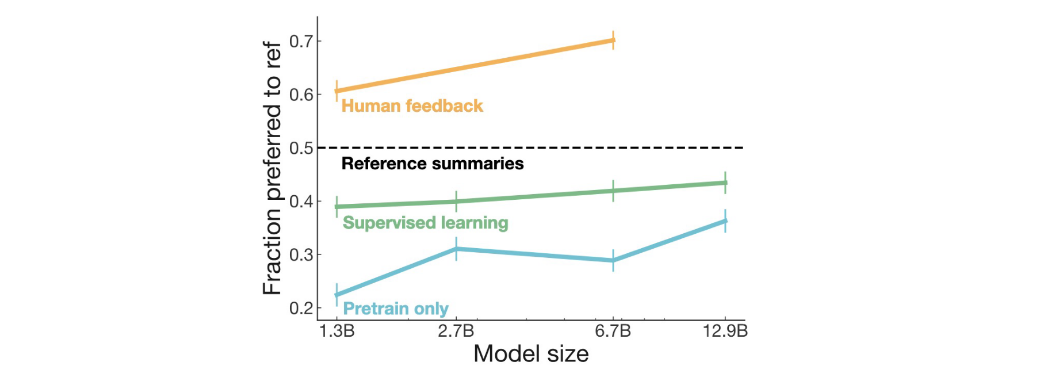 Fraction preferred to ref
0.7
0.6
0.5
0.4
0.3
0.2
Human feedback
Reference summaries
Supervised learning
Pretrain only
1.3B 2.7B 6.7B 12.9B
Model size